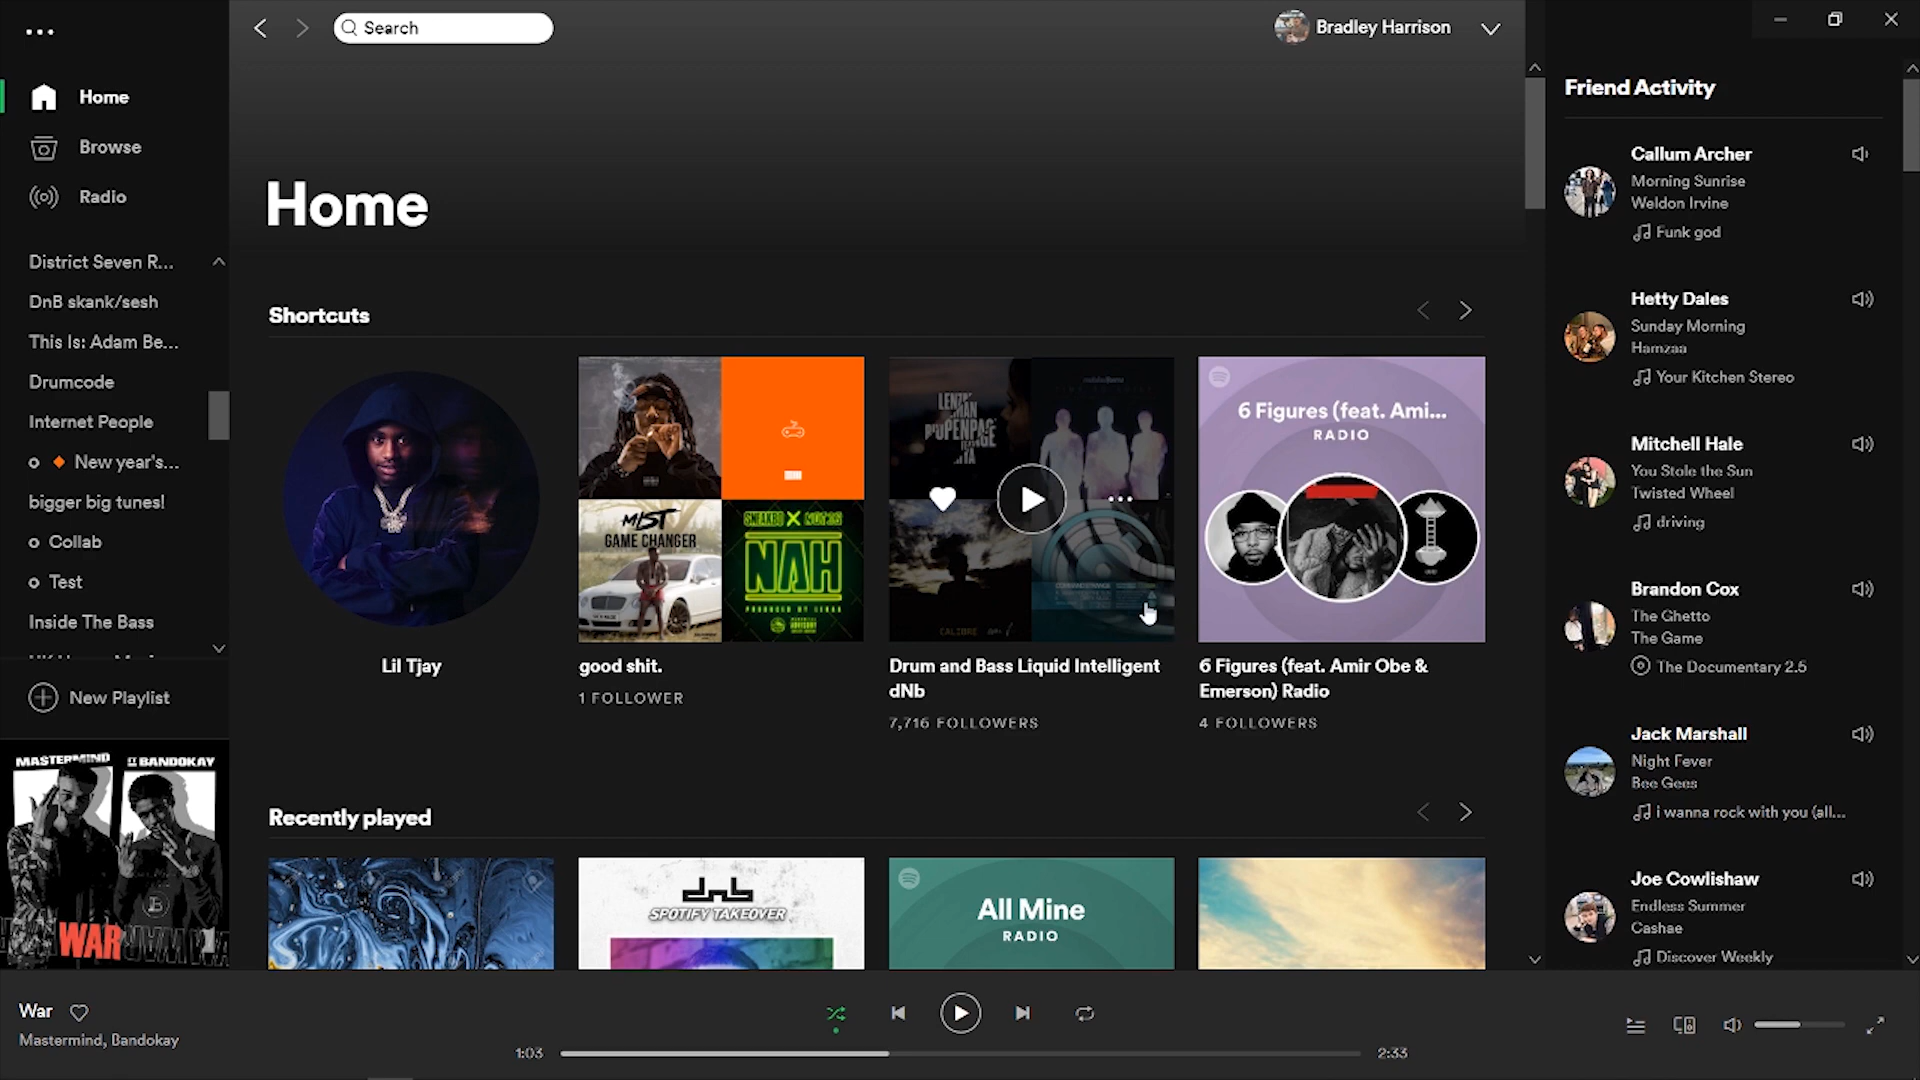 Search
Bradley Harrison
Home
Browse
Radio
District Seven R...
DnB skank/sesh
This Is: Adam Be...
Drumcode
Internet People
New year's...
bigger big tunes!
Collab
Test
Inside The Bass
New Playlist
MASTERMIND BANDOKAY
WAR
Home
Shortcuts
MIST
GAME CHANGER
SNEAKBO X
NAH
CALIBRE
6 Figures (feat. Ami...
RADIO
Lil Tjay
good shit.
1 FOLLOWER
Drum and Bass Liquid Intelligent
dNb
7,716 FOLLOWERS
6 Figures (feat. Amir Obe &
Emerson) Radio
4 FOLLOWERS
Recently played
dnb
SPOTIFY TAKEOVER
All Mine
RADIO
Friend Activity
Callum Archer
Morning Sunrise
Weldon Irvine
Funk god
Hetty Dales
Sunday Morning
Hamzaa
Your Kitchen Stereo
Mitchell Hale
You Stole the Sun
Twisted Wheel
driving
Brandon Cox
The Ghetto
The Game
The Documentary 2.5
Jack Marshall
Night Fever
Bee Gees
i wanna rock with you (all...
Joe Cowlishaw
Endless Summer
Cashae
Discover Weekly
War
Mastermind, Bandokay
1:03
2:33